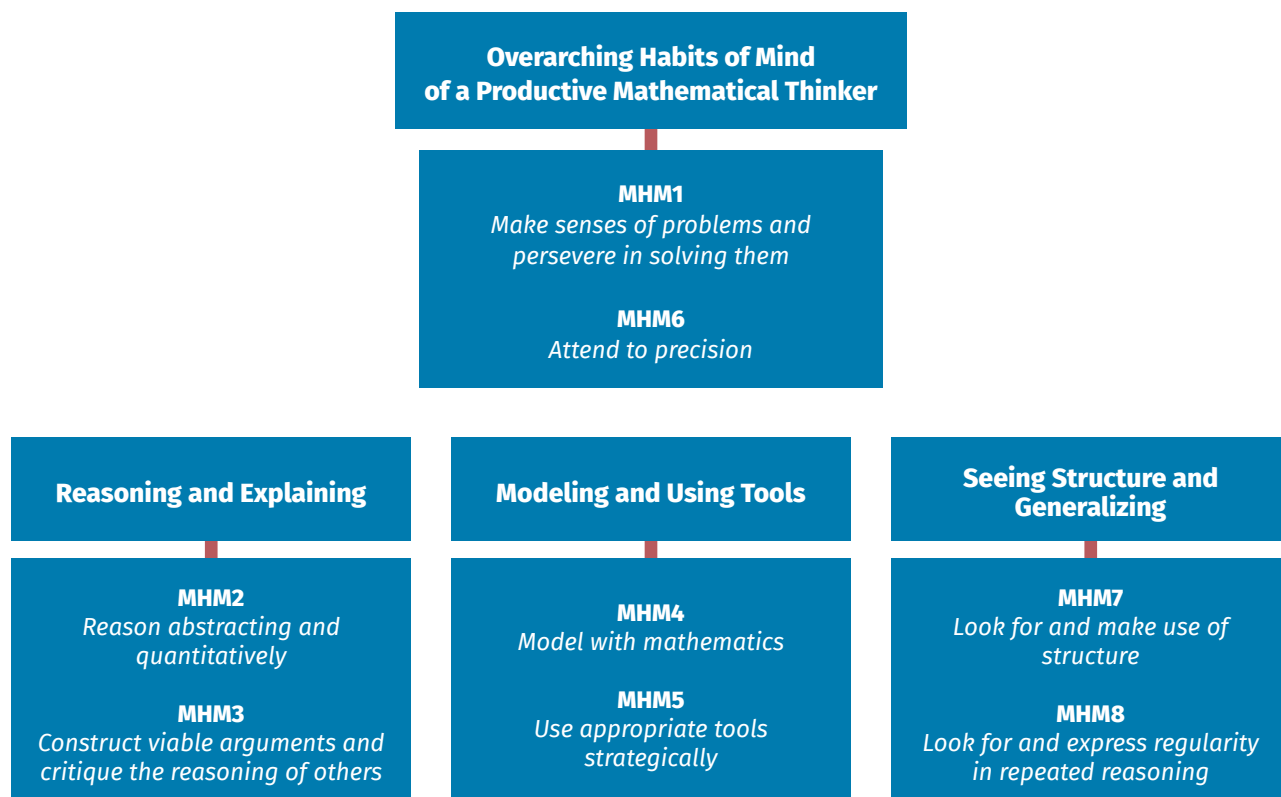 Overarching Habits of Mind
of a Productive Mathematical Thinker
MHM1
Make senses of problems and
persevere in solving them
MHM6
Attend to precision
Reasoning and Explaining
MHM2
Reason abstracting and
quantitatively
MHM3
Construct viable arguments and
critique the reasoning of others
Modeling and Using Tools
MHM4
Model with mathematics
MHM5
Use appropriate tools
strategically
Seeing Structure and
Generalizing
MHM7
Look for and make use of
structure
MHM8
Look for and express regularity
in repeated reasoning